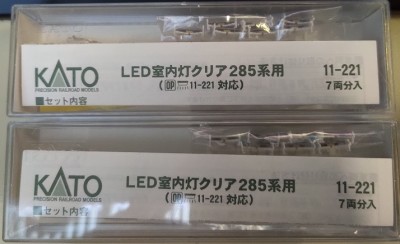 KATO
PRECISION RAILROAD MODELS
LED室内灯クリア285系用
11-221
(OP 11-221 対応)
7両分入
■セット内容
KATO
PRECISION RAILROAD MODELS
LED室内灯クリア285系用
11-221
(OP 11-221 対応)
7両分入
■セット内容